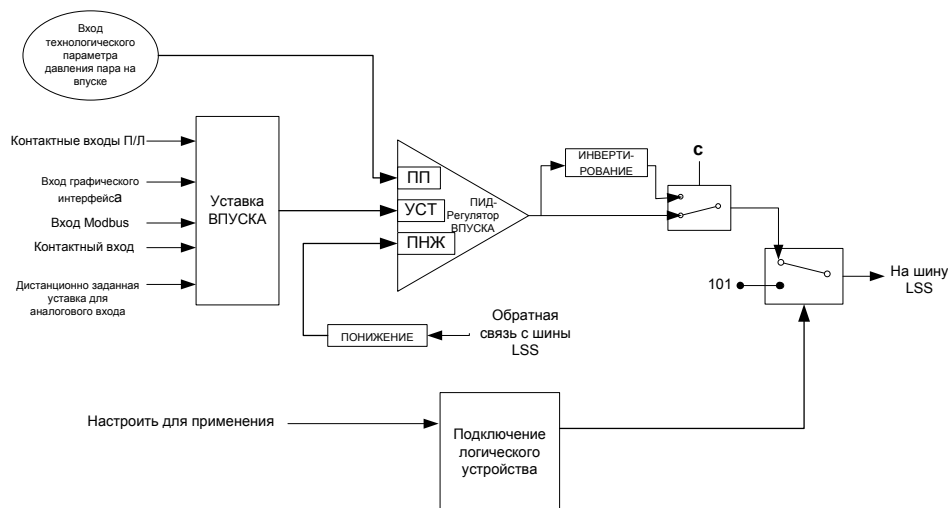 Вход
технологического
параметра
давления пара на
впуске
Контактные входы П/Л
Вход графического
интерфейса
Вход Modbus
Контактный вход
Дистанционно заданная
уставка для
аналогового входа
Уставка
ВПУСКА
ПП
УСТ
ПНЖ
ПИД-
Регулятор
ВПУСКА
ИНВЕРТИ-
РОВАНИЕ
с
101
На шину
LSS
ПОНИЖЕНИЕ
Обратная
связь с шины
LSS
Настроить для применения
Подключение
логического
устройства